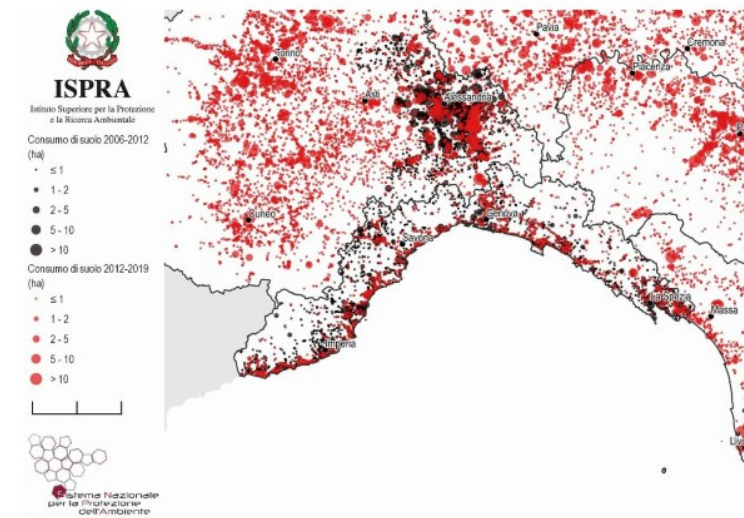 ISPRA
Istituto Superiore per la Protezione
e la Ricerca Ambientale
Consumo di suolo 2006-2012
(ha)
≤ 1
1 - 2
2 - 5
5 - 10
> 10
Consumo di suolo 2012-2019
(ha)
≤ 1
1 - 2
2 - 5
5 - 10
> 10
Sistema Nazionale
per la Protezione
dell'Ambiente
Pavia
Cremona
Torino
Piacenza
Asti
Alessandria
Cuneo
Genova
Savona
La Spezia
Massa
Imperia
Liv